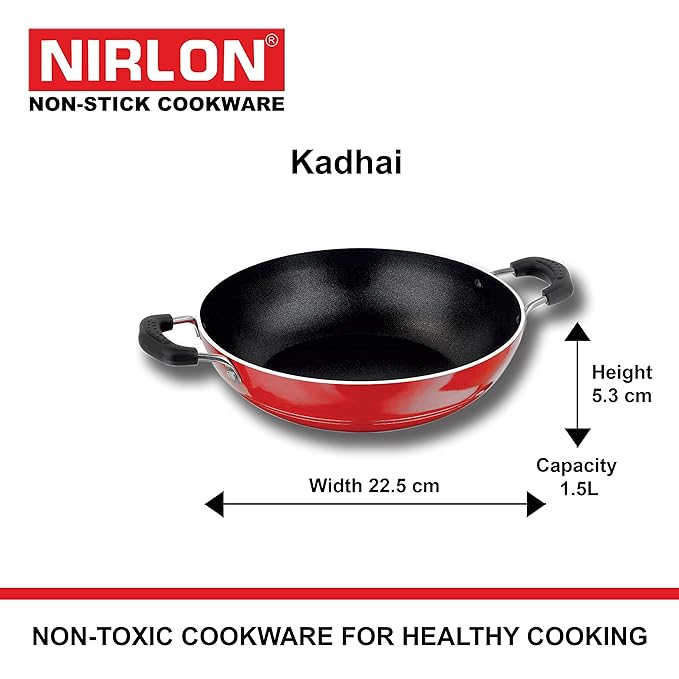 NIRLON®
NON-STICK COOKWARE
Kadhai
Height
5.3 cm
Capacity
1.5L
Width 22.5 cm
NON-TOXIC COOKWARE FOR HEALTHY COOKING